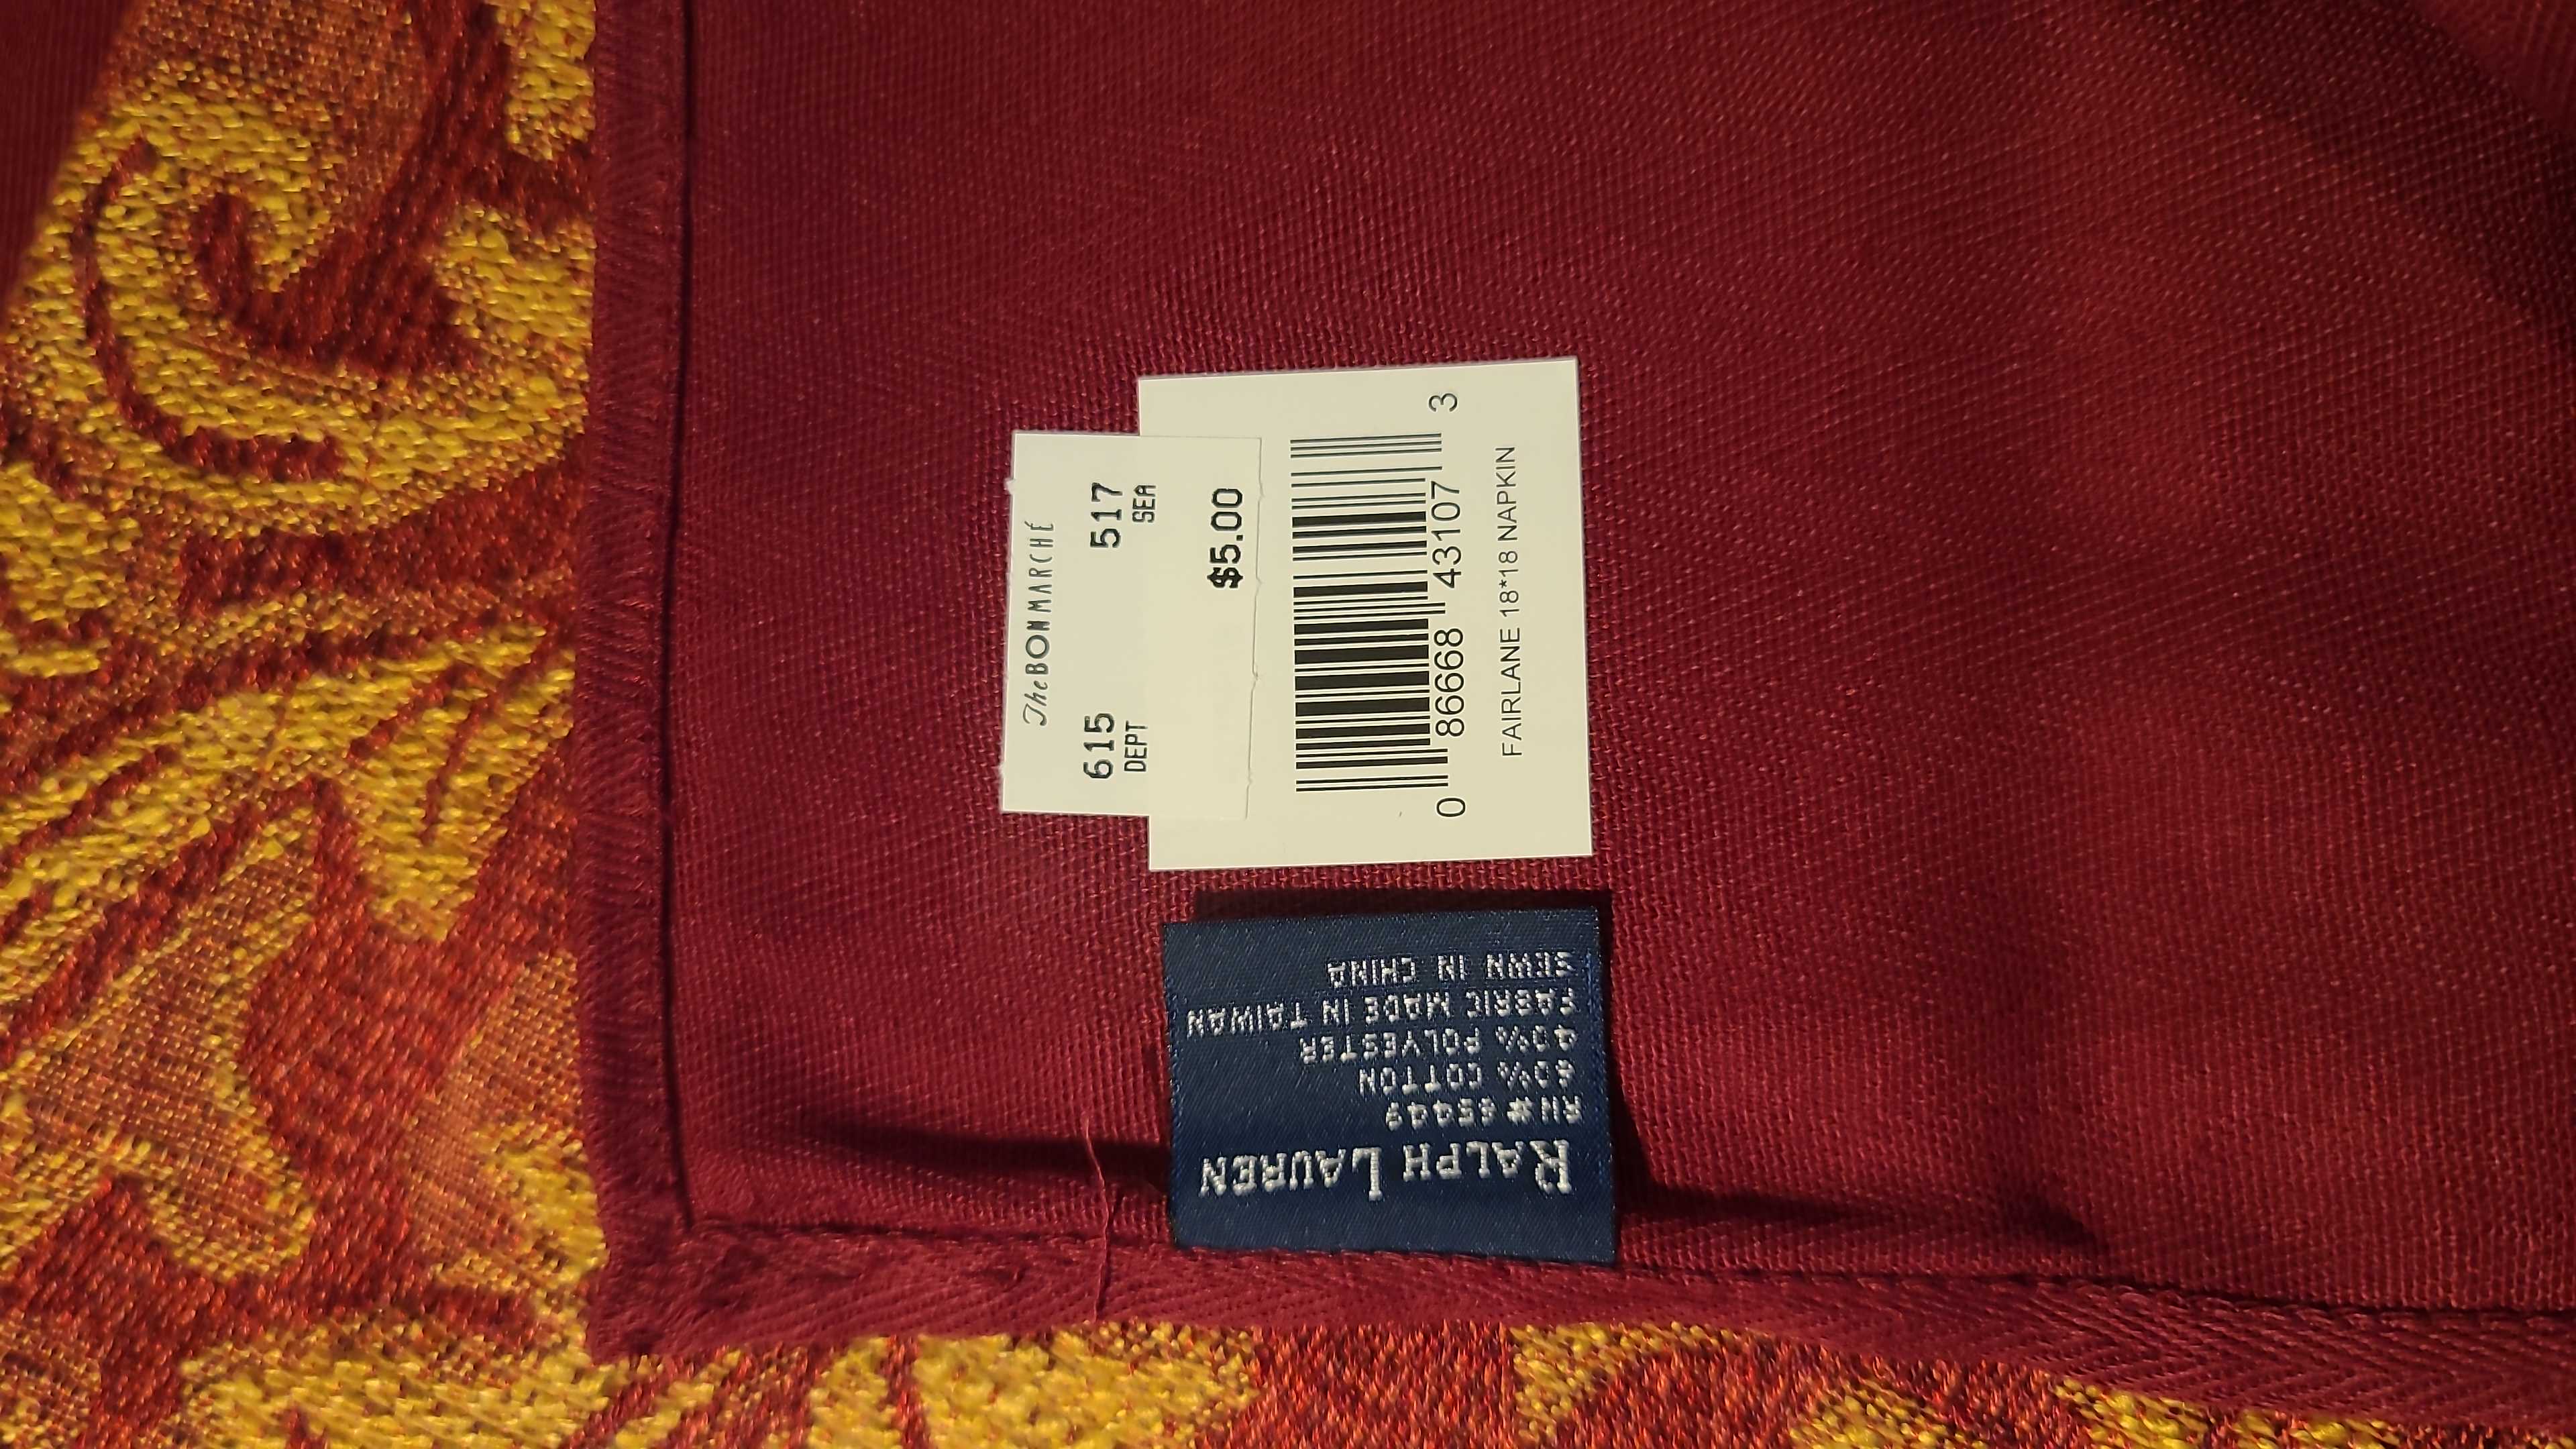 The BON MARCHÉ
615 517
DEPT SEA
$5.00
0 86668 43107 3
FAIRLANE 18*18 NAPKIN
RALPH LAUREN
RN# 65449
60% COTTON
40% POLYESTER
FABRIC MADE IN TAIWAN
SEWN IN CHINA